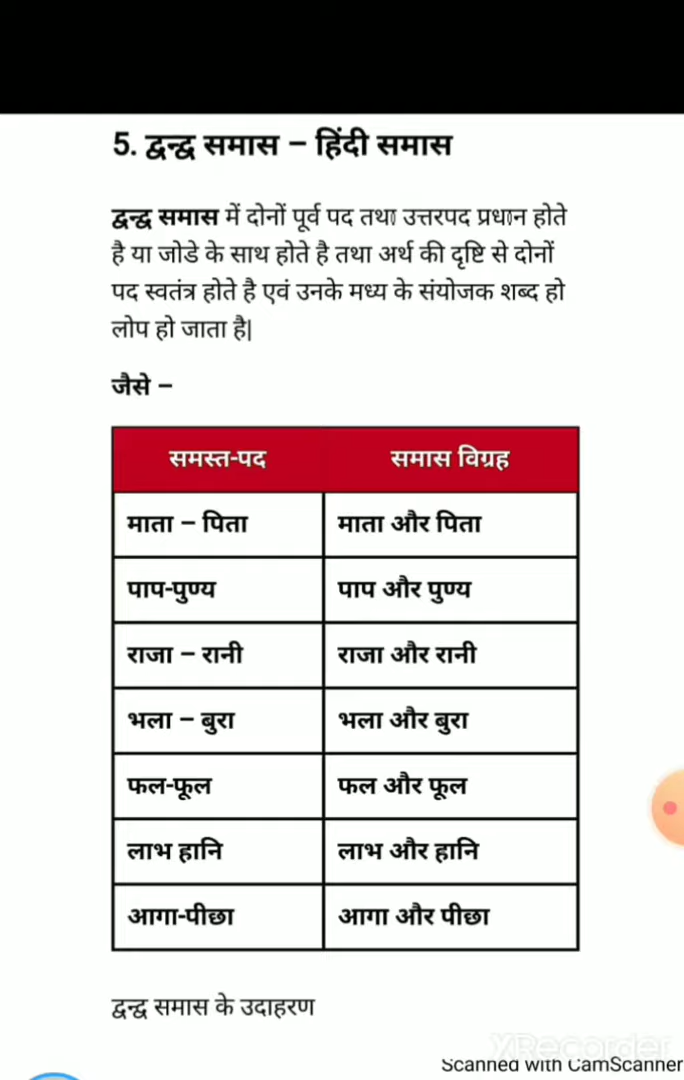 5. द्वन्द्व समास – हिंदी समास
द्वन्द्व समास में दोनों पूर्व पद तथा उत्तरपद प्रधान होते
है या जोडे के साथ होते है तथा अर्थ की दृष्टि से दोनों
पद स्वतंत्र होते है एवं उनके मध्य के संयोजक शब्द हो
लोप हो जाता है|
जैसे –
समस्त-पद समास विग्रह
माता – पिता माता और पिता
पाप-पुण्य पाप और पुण्य
राजा – रानी राजा और रानी
भला – बुरा भला और बुरा
फल-फूल फल और फूल
लाभ हानि लाभ और हानि
आगा-पीछा आगा और पीछा
द्वन्द्व समास के उदाहरण
XRecorder
Scanned with CamScanner